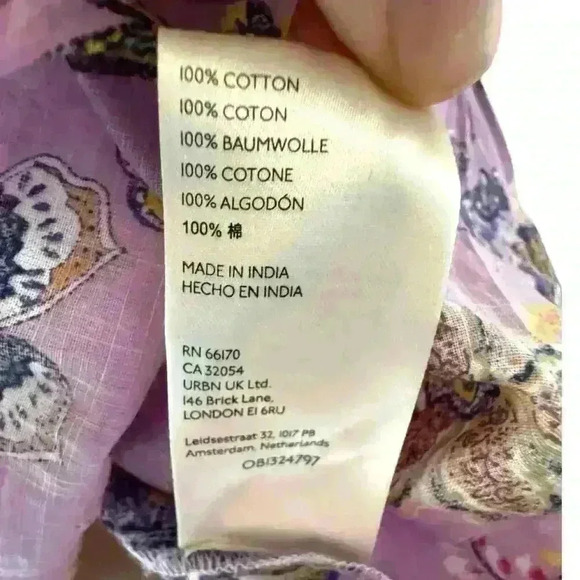 100% COTTON
100% COTON
100% BAUMWOLLE
100% COTONE
100% ALGODÓN
100% 棉
MADE IN INDIA
HECHO EN INDIA
RN 66170
CA 32054
URBN UK Ltd.
146 Brick Lane,
LONDON E1 6RU
Leidsestraat 32, 1017 PB
Amsterdam, Netherlands
OB1324797